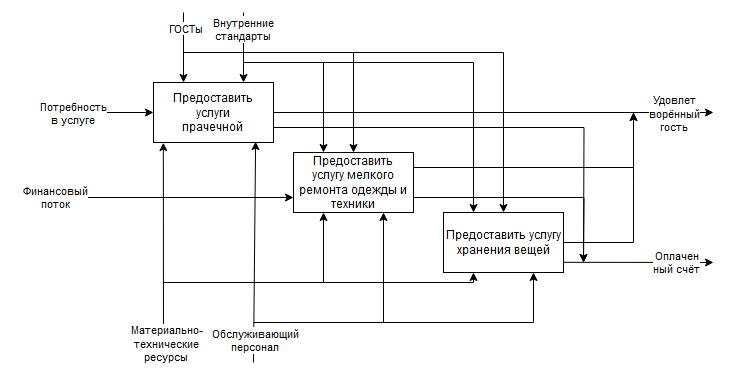 ГОСТы
Внутренние
стандарты
Предоставить
услуги
прачечной
Потребность
в услуге
Удовлет
ворённый
гость
Предоставить
услугу мелкого
ремонта одежды и
техники
Финансовый
поток
Предоставить услугу
хранения вещей
Оплачен
ный счёт
Материально-
технические
ресурсы
Обслуживающий
персонал